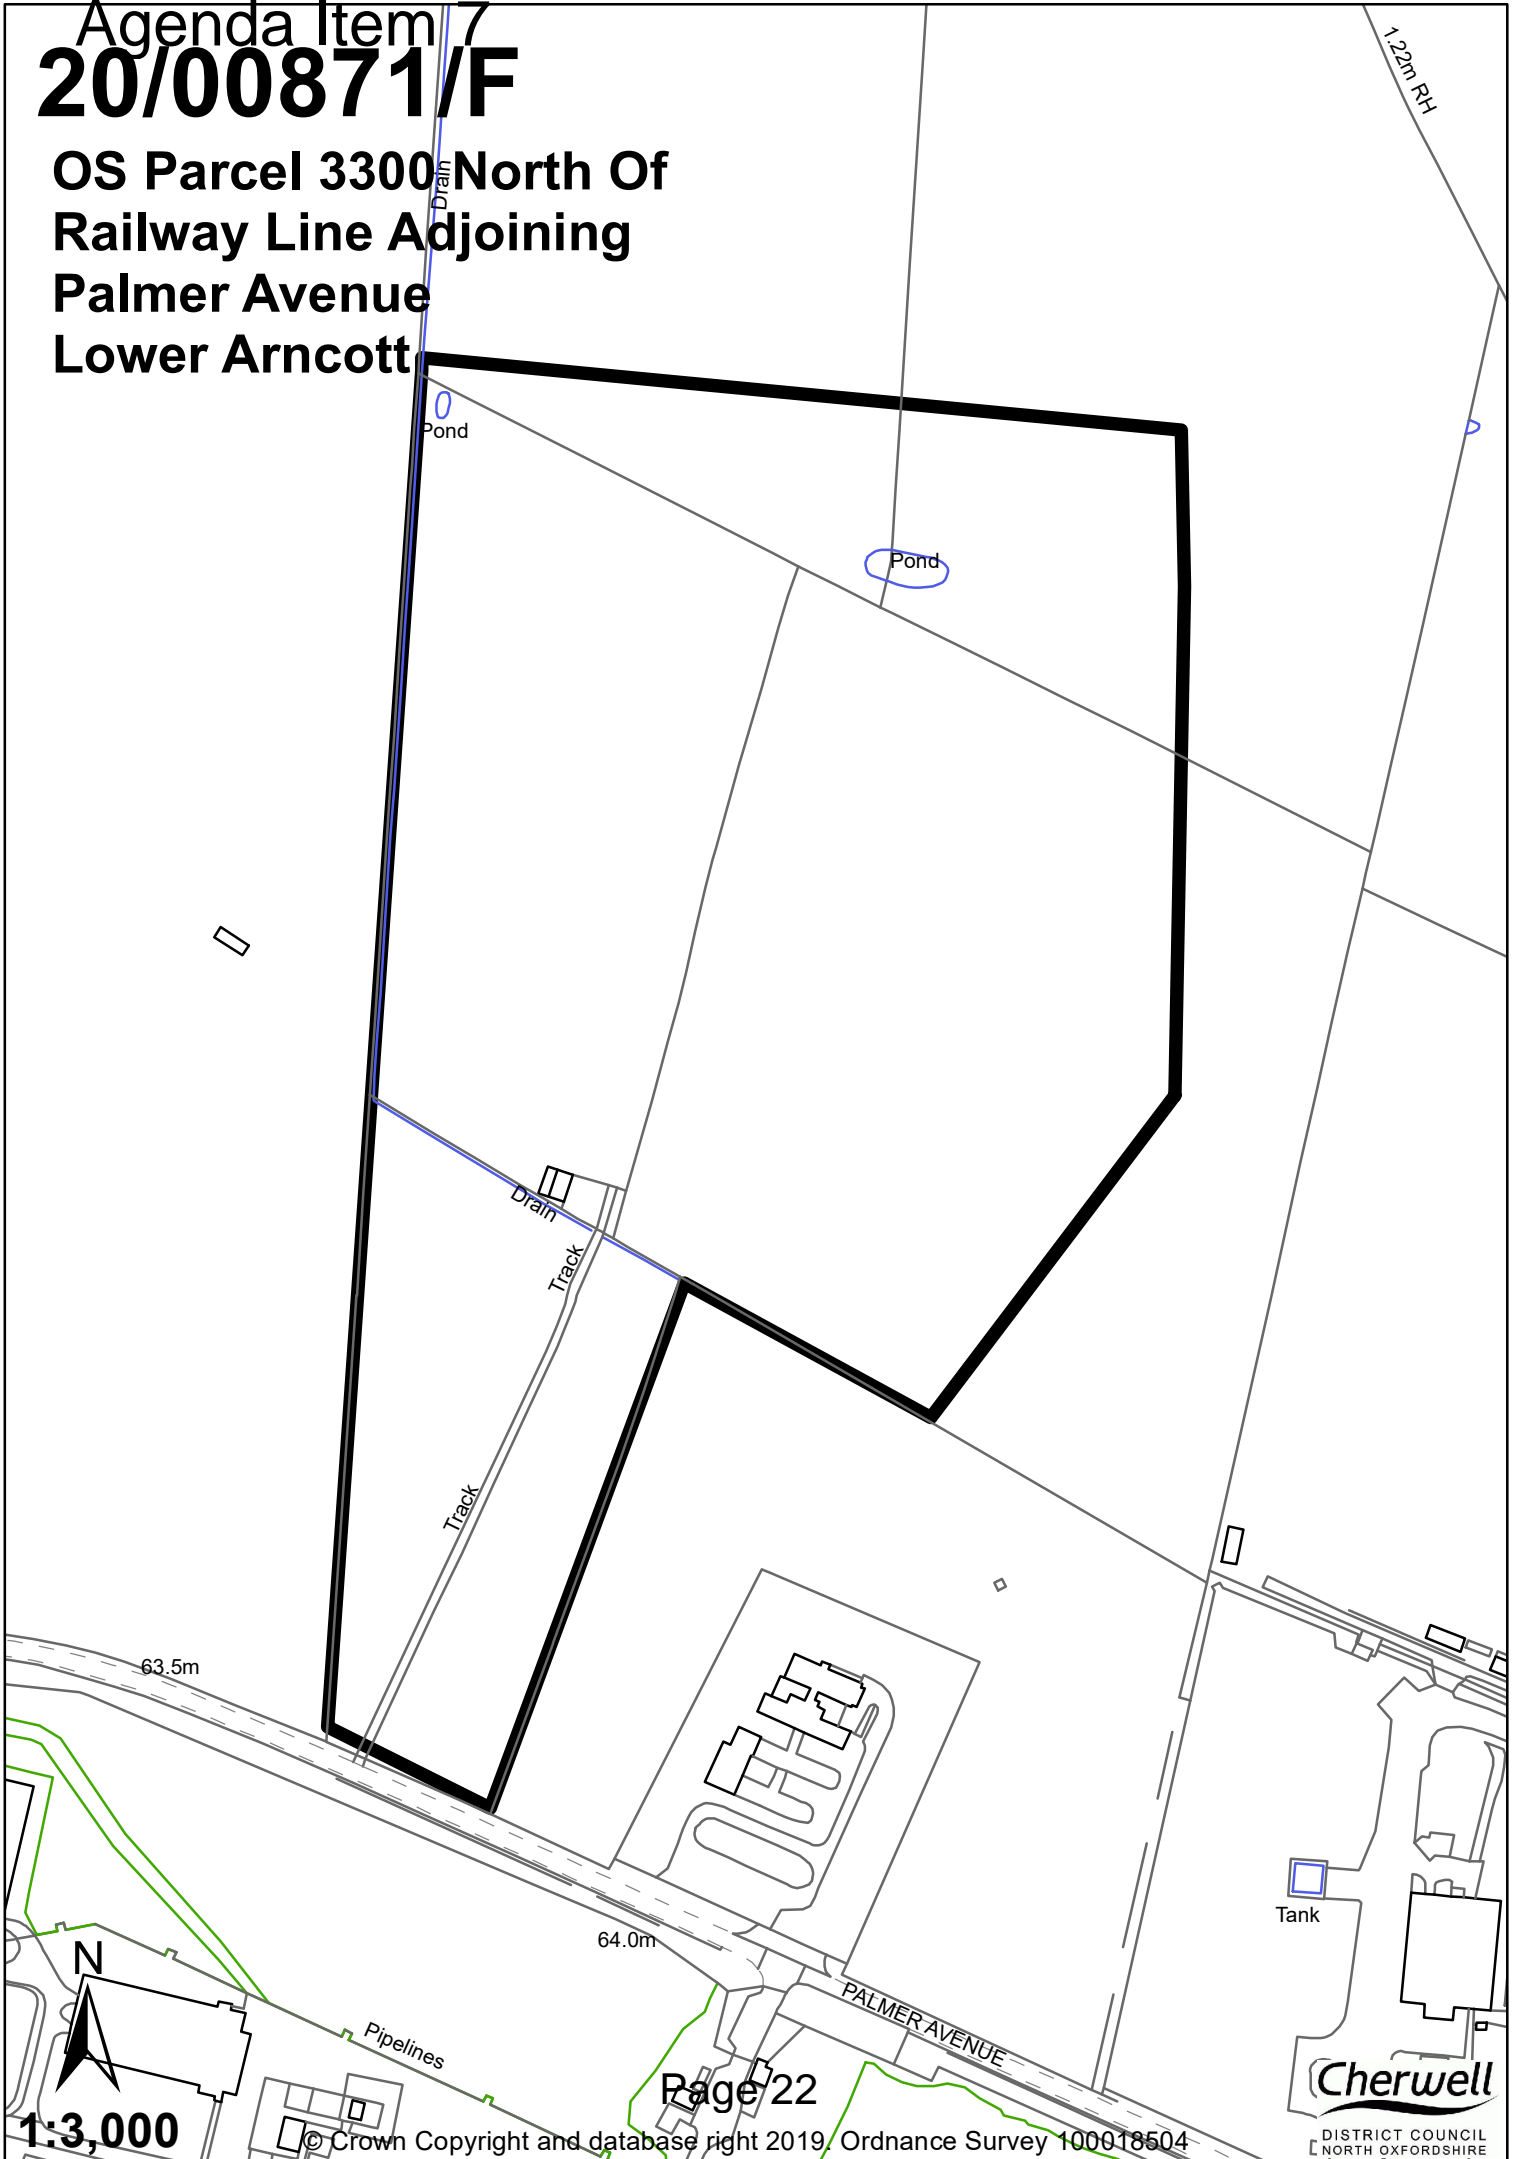 Agenda Item 7
20/00871/F
OS Parcel 3300 North Of
Railway Line Adjoining
Palmer Avenue
Lower Arncott
Drain
1.22m RH
Pond
Pond
Drain
Track
Track
63.5m
64.0m
Tank
PALMER AVENUE
Pipelines
N
1:3,000
Page 22
© Crown Copyright and database right 2019. Ordnance Survey 100018504
Cherwell
DISTRICT COUNCIL
NORTH OXFORDSHIRE